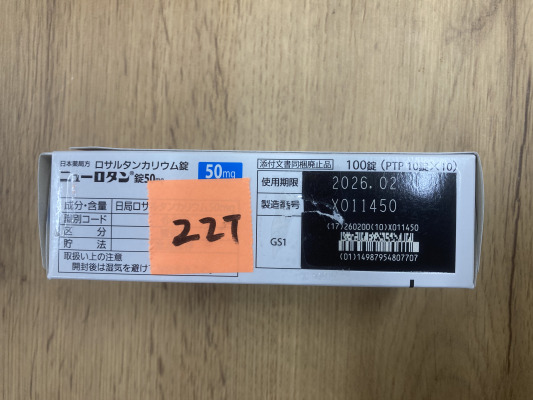 日本薬局方 ロサルタンカリウム錠
ニューロタン®錠50mg
50mg
成分・含量 日局ロサ
識別コード
区分
貯法
取扱い上の注意
開封後は湿気を避け
22T
添付文書同梱廃止品 100錠 (PTP 10錠×10)
使用期限 2026.02
製造番号 X011450
GS1
(17)260200(10)X011450
(01)14987954807707